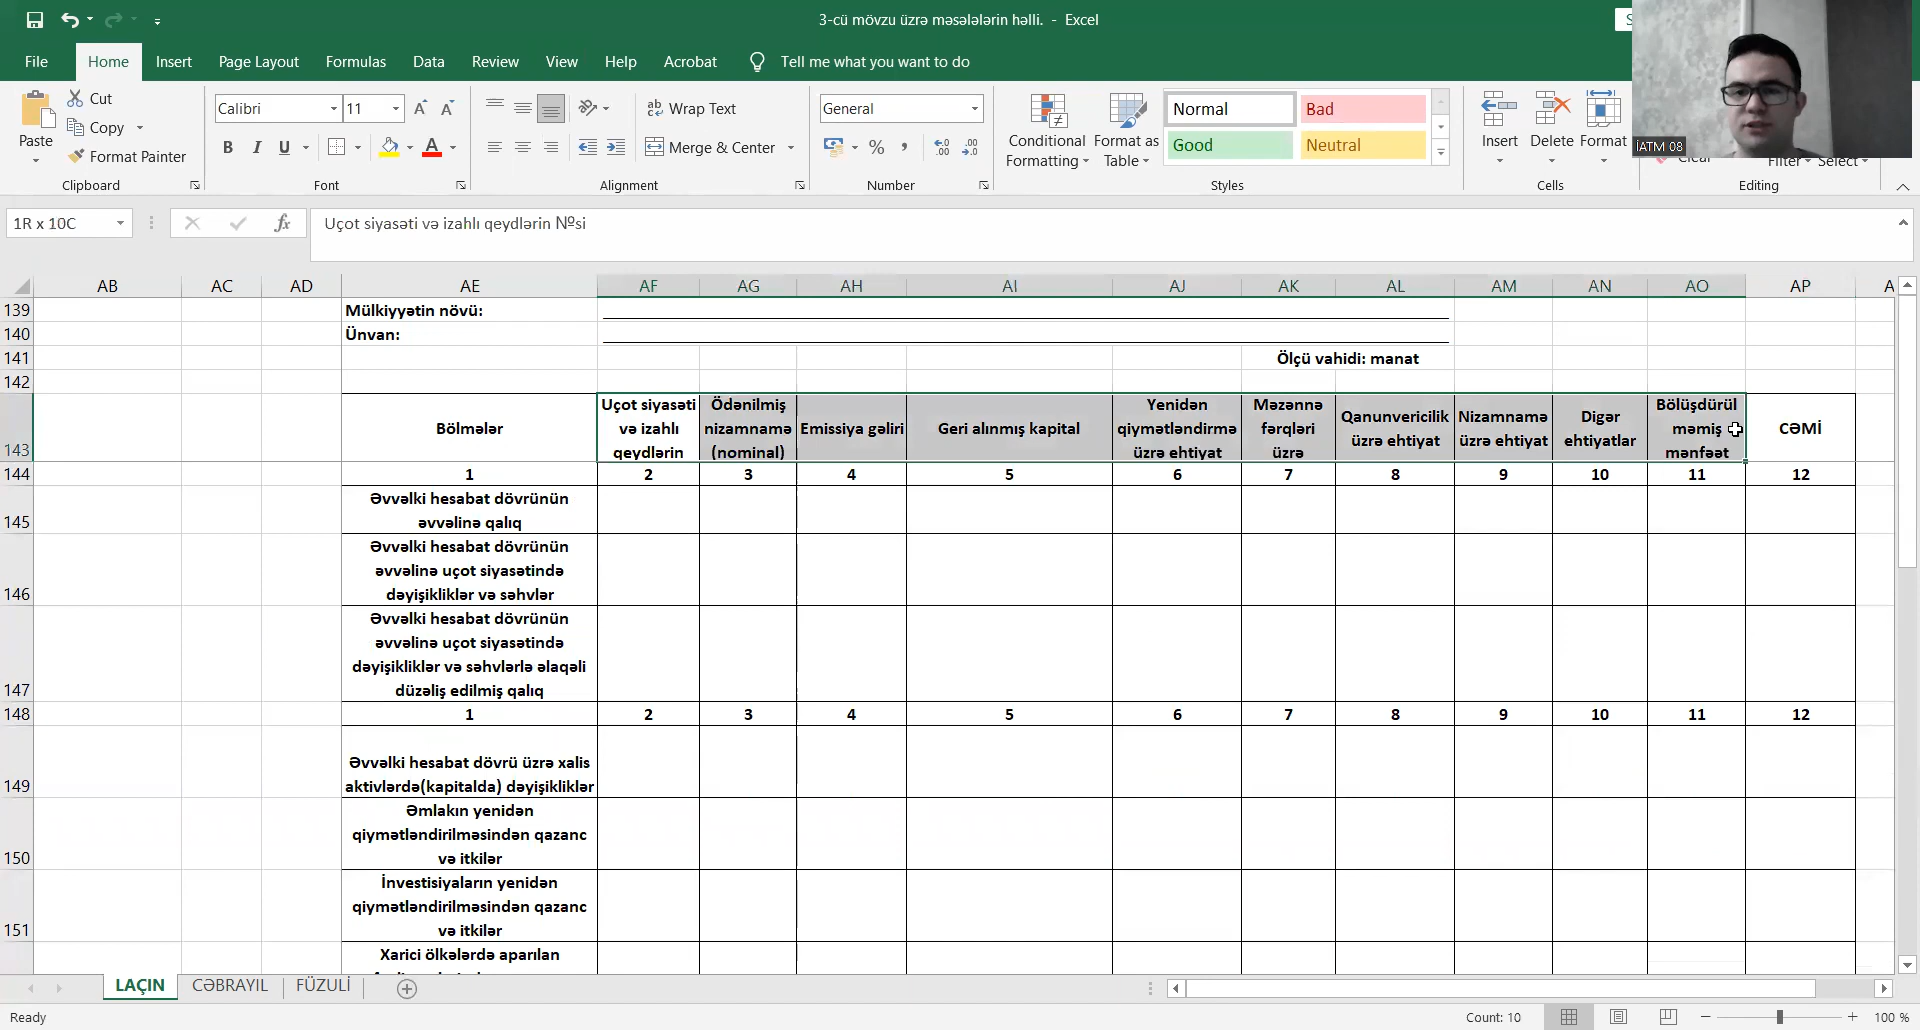 3-cü mövzu üzrə məsələlərin həlli. - Excel
File Home Insert Page Layout Formulas Data Review View Help Acrobat Tell me what you want to do
Paste
Cut
Copy
Format Painter
Clipboard
Calibri 11
B I U
Font
Wrap Text
Merge & Center
Alignment
General
Number
Conditional Formatting
Format as Table
Normal Bad
Good Neutral
Styles
Insert Delete Format
Cells
Clear
Filter Select
Editing
İATM 08
1R x 10C
Uçot siyasəti və izahlı qeydlərin №si
AB AC AD AE AF AG AH AI AJ AK AL AM AN AO AP A
139 Mülkiyyətin növü:
140 Ünvan:
141 Ölçü vahidi: manat
142
143 Bölmələr
Uçot siyasəti və izahlı qeydlərin
Ödənilmiş nizamnamə (nominal)
Emissiya gəliri
Geri alınmış kapital
Yenidən qiymətləndirmə üzrə ehtiyat
Məzənnə fərqləri üzrə
Qanunvericilik üzrə ehtiyat
Nizamnamə üzrə ehtiyat
Digər ehtiyatlar
Bölüşdürül məmiş mənfəət
CƏMİ
144 1 2 3 4 5 6 7 8 9 10 11 12
Əvvəlki hesabat dövrünün
145 əvvəlinə qalıq
Əvvəlki hesabat dövrünün
əvvəlinə uçot siyasətində
146 dəyişikliklər və səhvlər
Əvvəlki hesabat dövrünün
əvvəlinə uçot siyasətində
dəyişikliklər və səhvlərlə əlaqəli
147 düzəliş edilmiş qalıq
148 1 2 3 4 5 6 7 8 9 10 11 12
Əvvəlki hesabat dövrü üzrə xalis
149 aktivlərdə(kapitalda) dəyişikliklər
Əmlakın yenidən
qiymətləndirilməsindən qazanc
150 və itkilər
İnvestisiyaların yenidən
qiymətləndirilməsindən qazanc
151 və itkilər
Xarici ölkələrdə aparılan
LAÇIN CƏBRAYIL FÜZULİ
Ready Count: 10 100 %